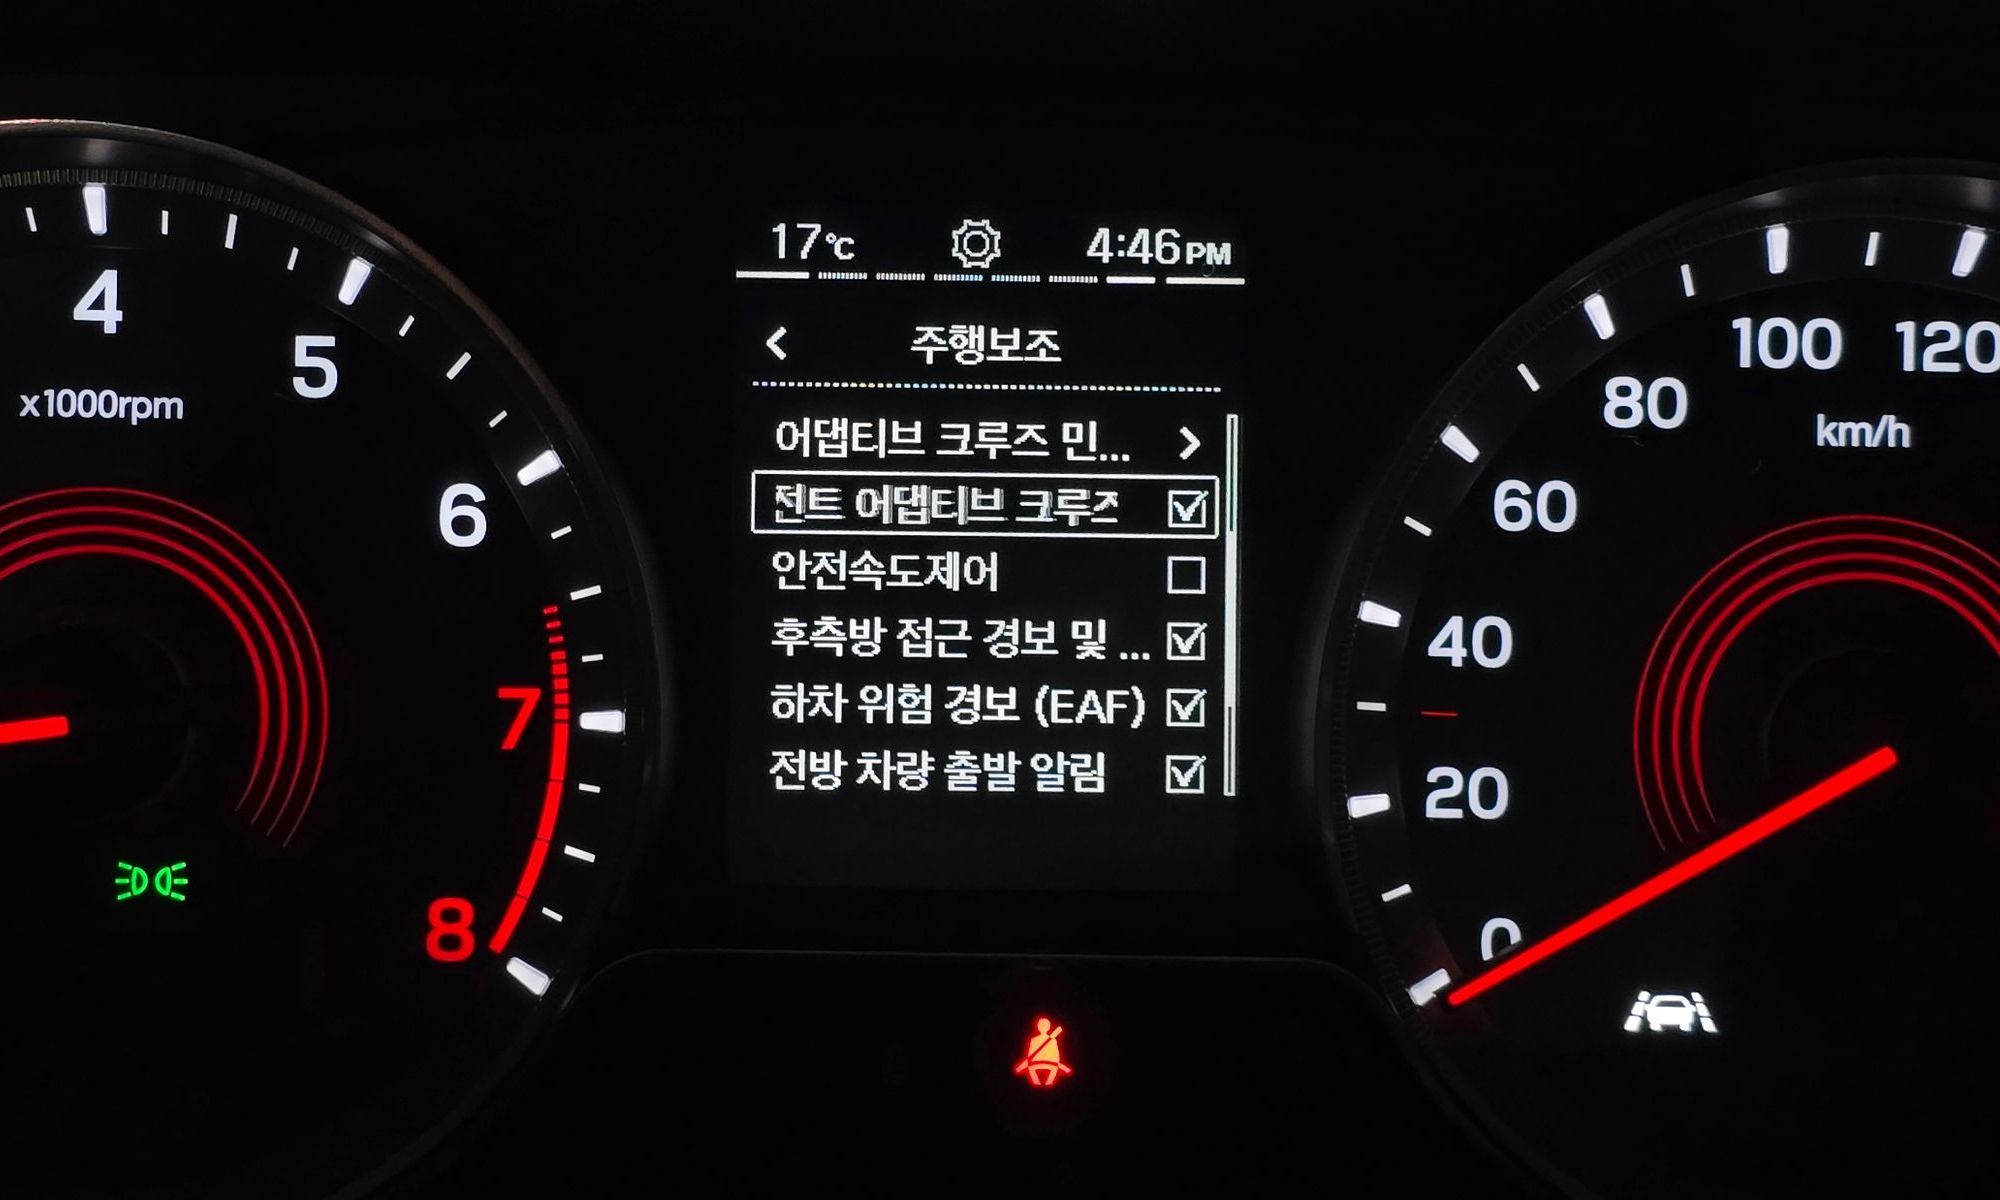 17℃ 4:46PM
주행보조
어댑티브 크루즈 민...
전트 어댑티브 크루즈
안전속도제어
후측방 접근 경보 및 ...
하차 위험 경보 (EAF)
전방 차량 출발 알림
4
5
6
7
8
x1000rpm
0
20
40
60
80
100
120
km/h